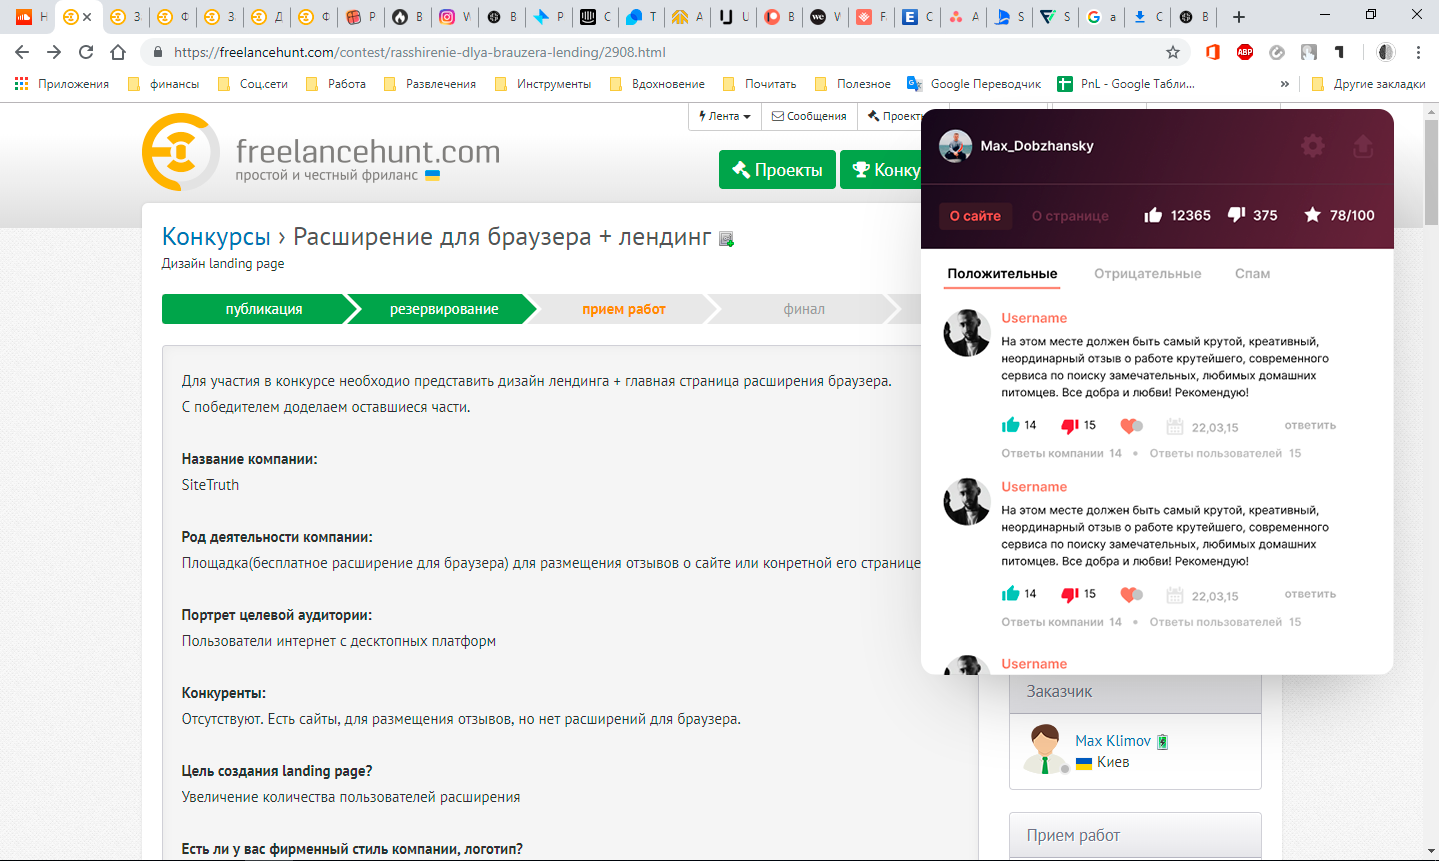 Н
З
Ф
З
Д
Ф
Р
В
W
В
Р
С
Т
А
U
В
W
F
С
А
S
S
a
С
В
https://freelancehunt.com/contest/rasshirenie-dlya-brauzera-lending/2908.html
ABP
Приложения
финансы
Соц.сети
Работа
Развлечения
Инструменты
Вдохновение
Почитать
Полезное
Google Переводчик
PnL - Google Табли...
»
Другие закладки
Лента
Сообщения
Проекты
freelancehunt.com
простой и честный фриланс
Проекты
Конку
Конкурсы › Расширение для браузера + лендинг
Дизайн landing page
публикация
резервирование
прием работ
финал
Для участия в конкурсе необходио представить дизайн лендинга + главная страница расширения браузера.
С победителем доделаем оставшиеся части.
Название компании:
SiteTruth
Род деятельности компании:
Площадка(бесплатное расширение для браузера) для размещения отзывов о сайте или конретной его странице
Портрет целевой аудитории:
Пользователи интернет с десктопных платформ
Конкуренты:
Отсутствуют. Есть сайты, для размещения отзывов, но нет расширений для браузера.
Цель создания landing page?
Увеличение количества пользователей расширения
Есть ли у вас фирменный стиль компании, логотип?
Max_Dobzhansky
О сайте
О странице
12365
375
78/100
Положительные
Отрицательные
Спам
Username
На этом месте должен быть самый крутой, креативный,
неординарный отзыв о работе крутейшего, современного
сервиса по поиску замечательных, любимых домашних
питомцев. Все добра и любви! Рекомендую!
14
15
22,03,15
ответить
Ответы компании 14 • Ответы пользователей 15
Username
На этом месте должен быть самый крутой, креативный,
неординарный отзыв о работе крутейшего, современного
сервиса по поиску замечательных, любимых домашних
питомцев. Все добра и любви! Рекомендую!
14
15
22,03,15
ответить
Ответы компании 14 • Ответы пользователей 15
Username
Заказчик
Max Klimov
Киев
Прием работ